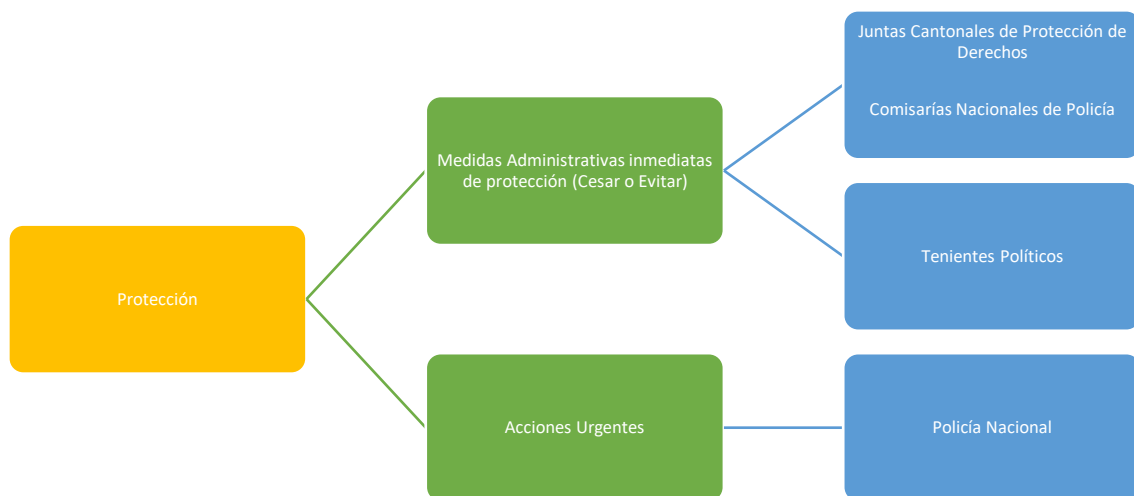 Protección
Medidas Administrativas inmediatas
de protección (Cesar o Evitar)
Juntas Cantonales de Protección de
Derechos
Comisarías Nacionales de Policía
Tenientes Políticos
Acciones Urgentes
Policía Nacional